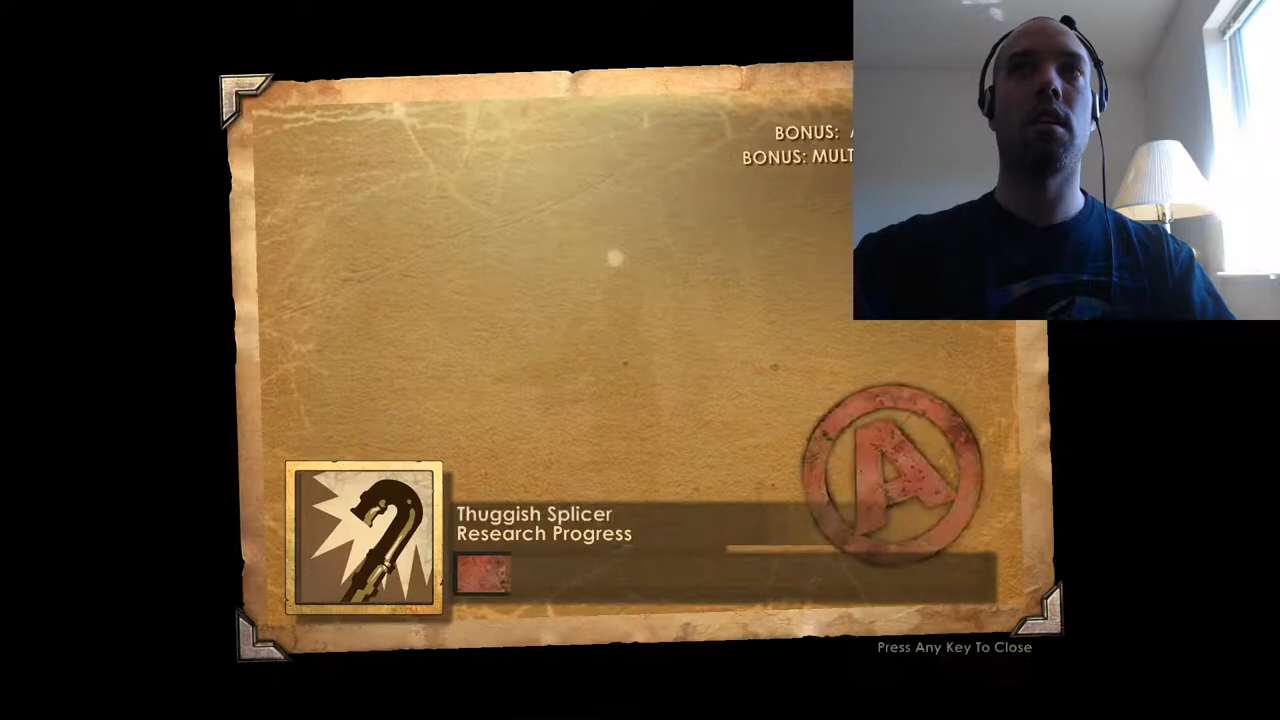 BONUS:
BONUS: MULT
A
Thuggish Splicer
Research Progress
Press Any Key To Close